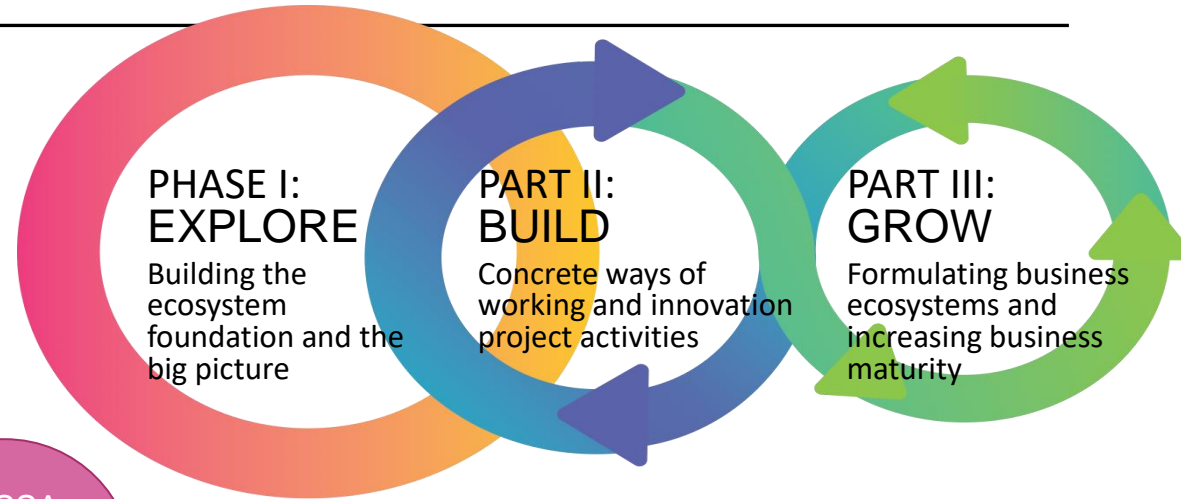 PHASE I:
EXPLORE
Building the
ecosystem
foundation and the
big picture
PART II:
BUILD
Concrete ways of
working and innovation
project activities
PART III:
GROW
Formulating business
ecosystems and
increasing business
maturity